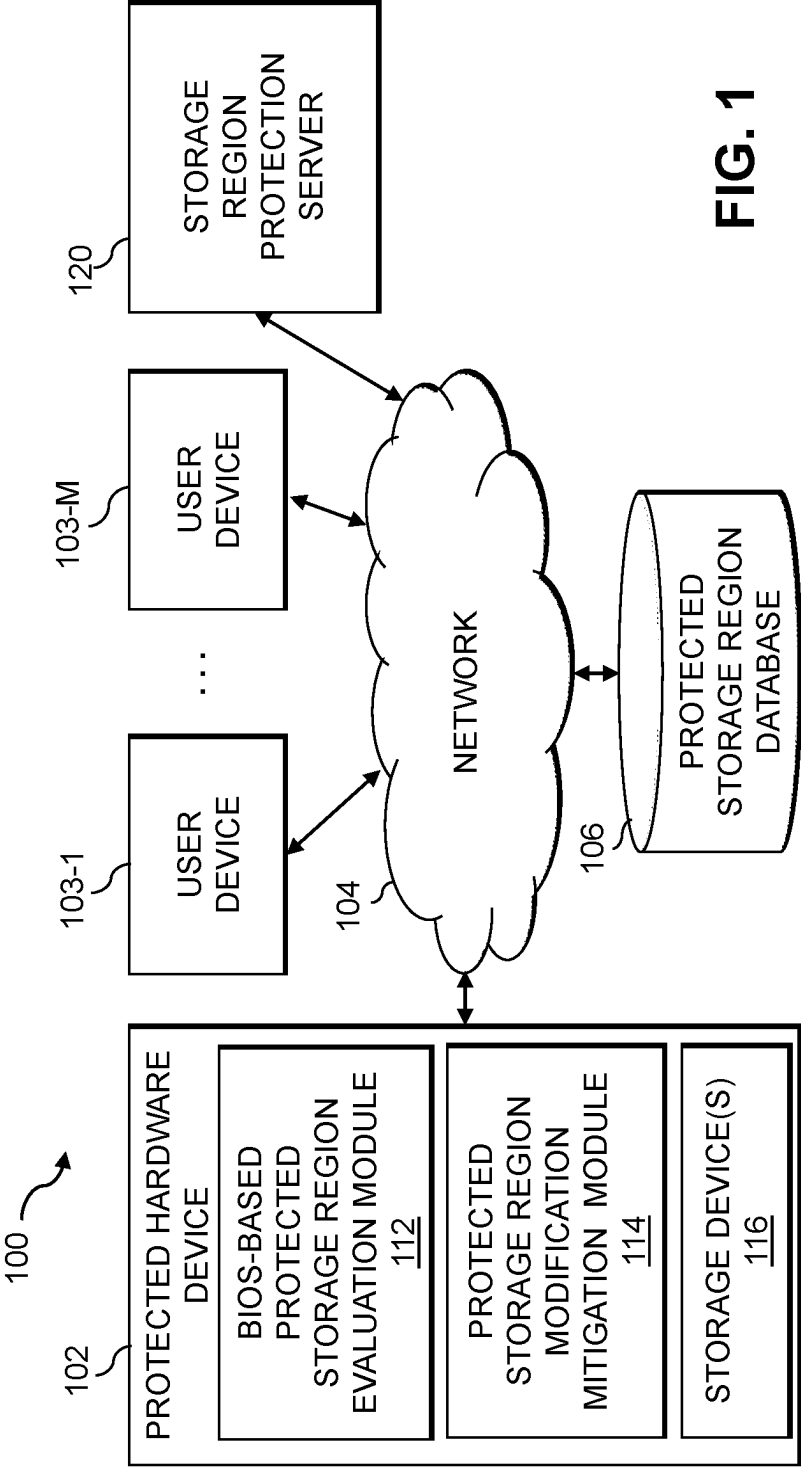 100
102
PROTECTED HARDWARE
DEVICE
BIOS-BASED
PROTECTED
STORAGE REGION
EVALUATION MODULE
112
PROTECTED
STORAGE REGION
MODIFICATION
MITIGATION MODULE
114
STORAGE DEVICE(S)
116
103-1
USER
DEVICE
...
103-M
USER
DEVICE
120
STORAGE
REGION
PROTECTION
SERVER
104
NETWORK
106
PROTECTED
STORAGE REGION
DATABASE
FIG. 1